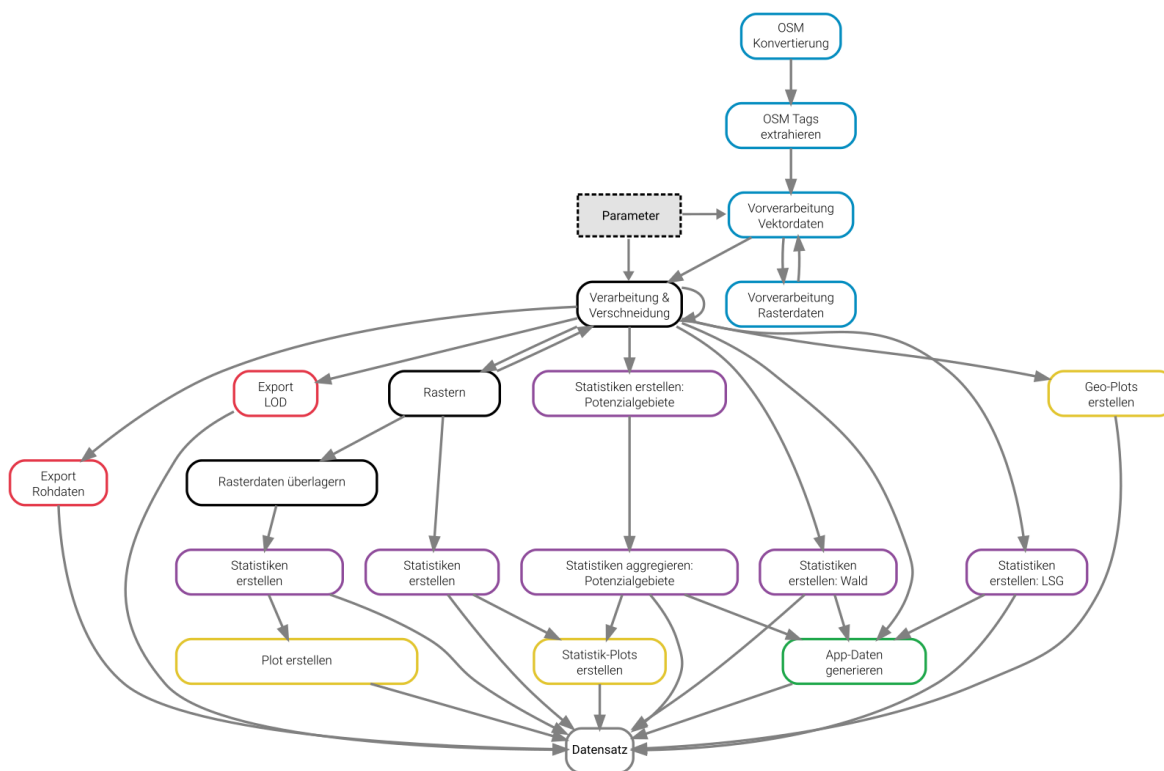 OSM
Konvertierung
OSM Tags
extrahieren
Parameter
Vorverarbeitung
Vektordaten
Verarbeitung &
Verschneidung
Vorverarbeitung
Rasterdaten
Export
LOD
Rastern
Statistiken erstellen:
Potenzialgebiete
Geo-Plots
erstellen
Export
Rohdaten
Rasterdaten überlagern
Statistiken
erstellen
Statistiken
erstellen
Statistiken aggregieren:
Potenzialgebiete
Statistiken
erstellen: Wald
Statistiken
erstellen: LSG
Plot erstellen
Statistik-Plots
erstellen
App-Daten
generieren
Datensatz